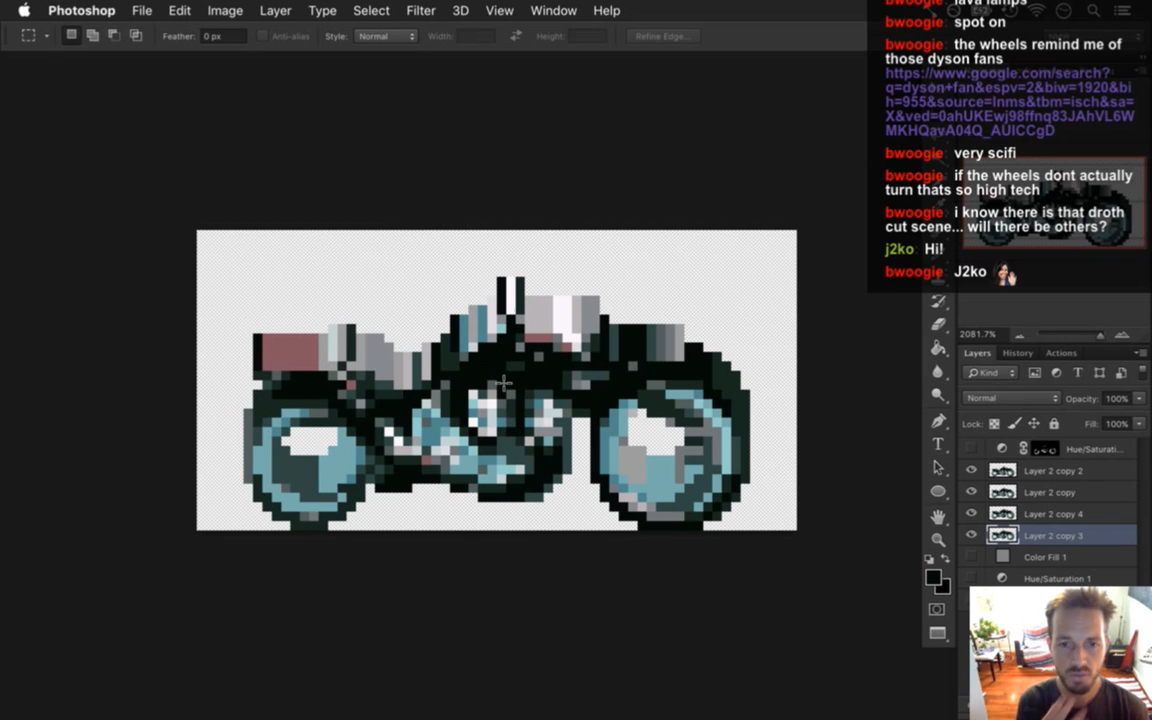 Photoshop File Edit Image Layer Type Select Filter 3D View Window Help
Feather: 0 px Anti-alias Style: Normal Width: Height: Refine Edge...
lava lamps
bwoogie: spot on
bwoogie: the wheels remind me of
those dyson fans
https://www.google.com/search?
q=dyson+fan&espv=2&biw=1920&bi
h=955&source=lnms&tbm=isch&sa=
X&ved=0ahUKEwj98ffnq83JAhVL6W
MKHQavA04Q_AUICCgD
bwoogie: very scifi
bwoogie: if the wheels dont actually
turn thats so high tech
bwoogie: i know there is that droth
cut scene... will there be others?
j2ko: Hi!
bwoogie: J2ko
2081.7%
Layers History Actions
Kind
Normal Opacity: 100%
Lock: Fill: 100%
Hue/Saturati...
Layer 2 copy 2
Layer 2 copy
Layer 2 copy 4
Layer 2 copy 3
Color Fill 1
Hue/Saturation 1